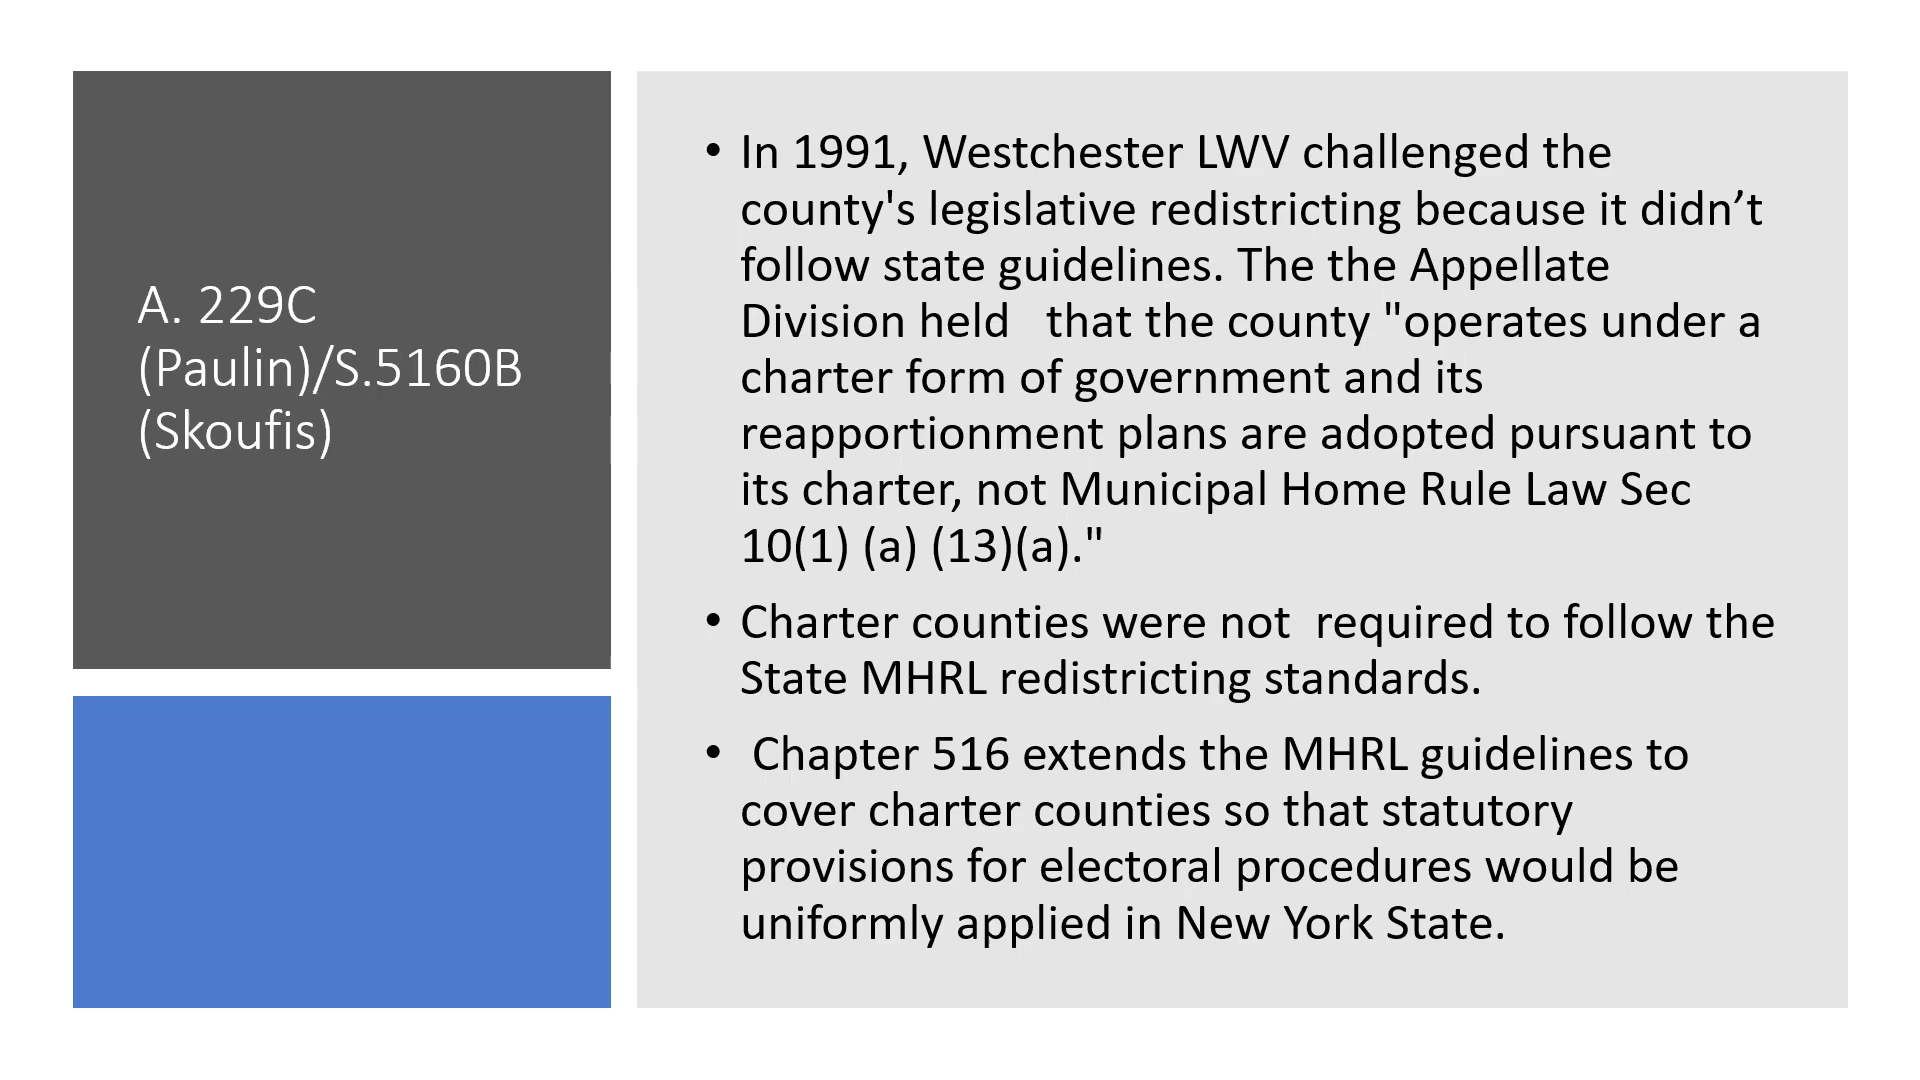 A. 229C
(Paulin)/S.5160B
(Skoufis)
• In 1991, Westchester LWV challenged the
county's legislative redistricting because it didn’t
follow state guidelines. The the Appellate
Division held   that the county "operates under a
charter form of government and its
reapportionment plans are adopted pursuant to
its charter, not Municipal Home Rule Law Sec
10(1) (a) (13)(a)."
• Charter counties were not  required to follow the
State MHRL redistricting standards.
•  Chapter 516 extends the MHRL guidelines to
cover charter counties so that statutory
provisions for electoral procedures would be
uniformly applied in New York State.